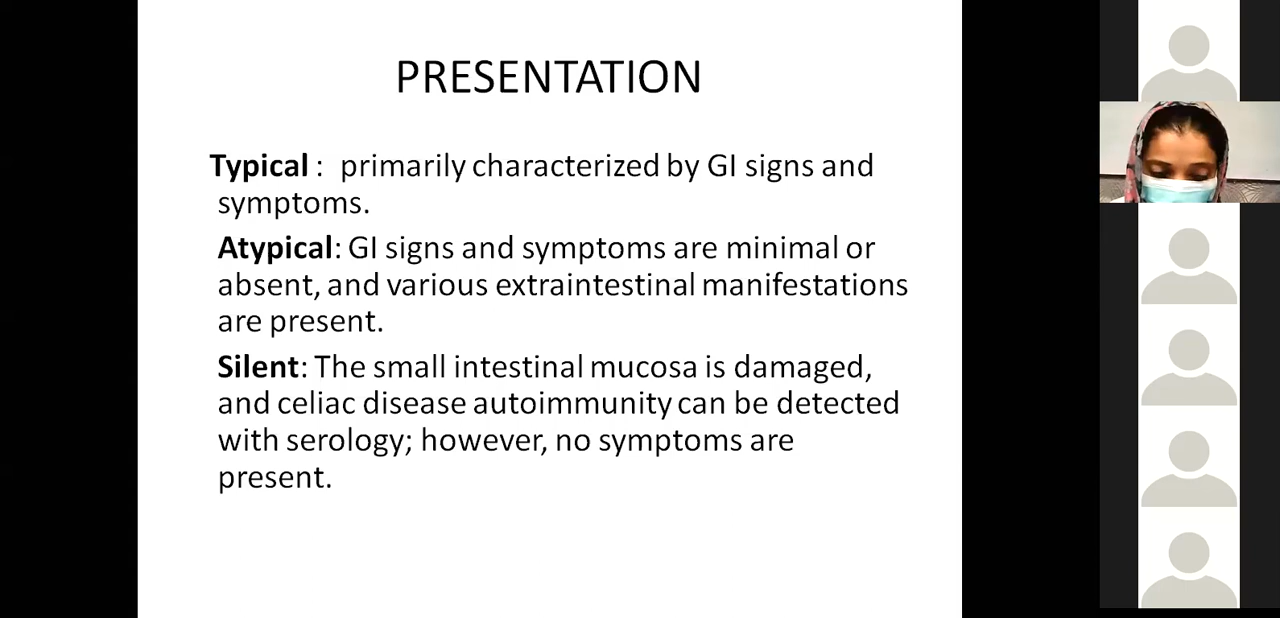 PRESENTATION
Typical : primarily characterized by GI signs and
symptoms.
Atypical: GI signs and symptoms are minimal or
absent, and various extraintestinal manifestations
are present.
Silent: The small intestinal mucosa is damaged,
and celiac disease autoimmunity can be detected
with serology; however, no symptoms are
present.